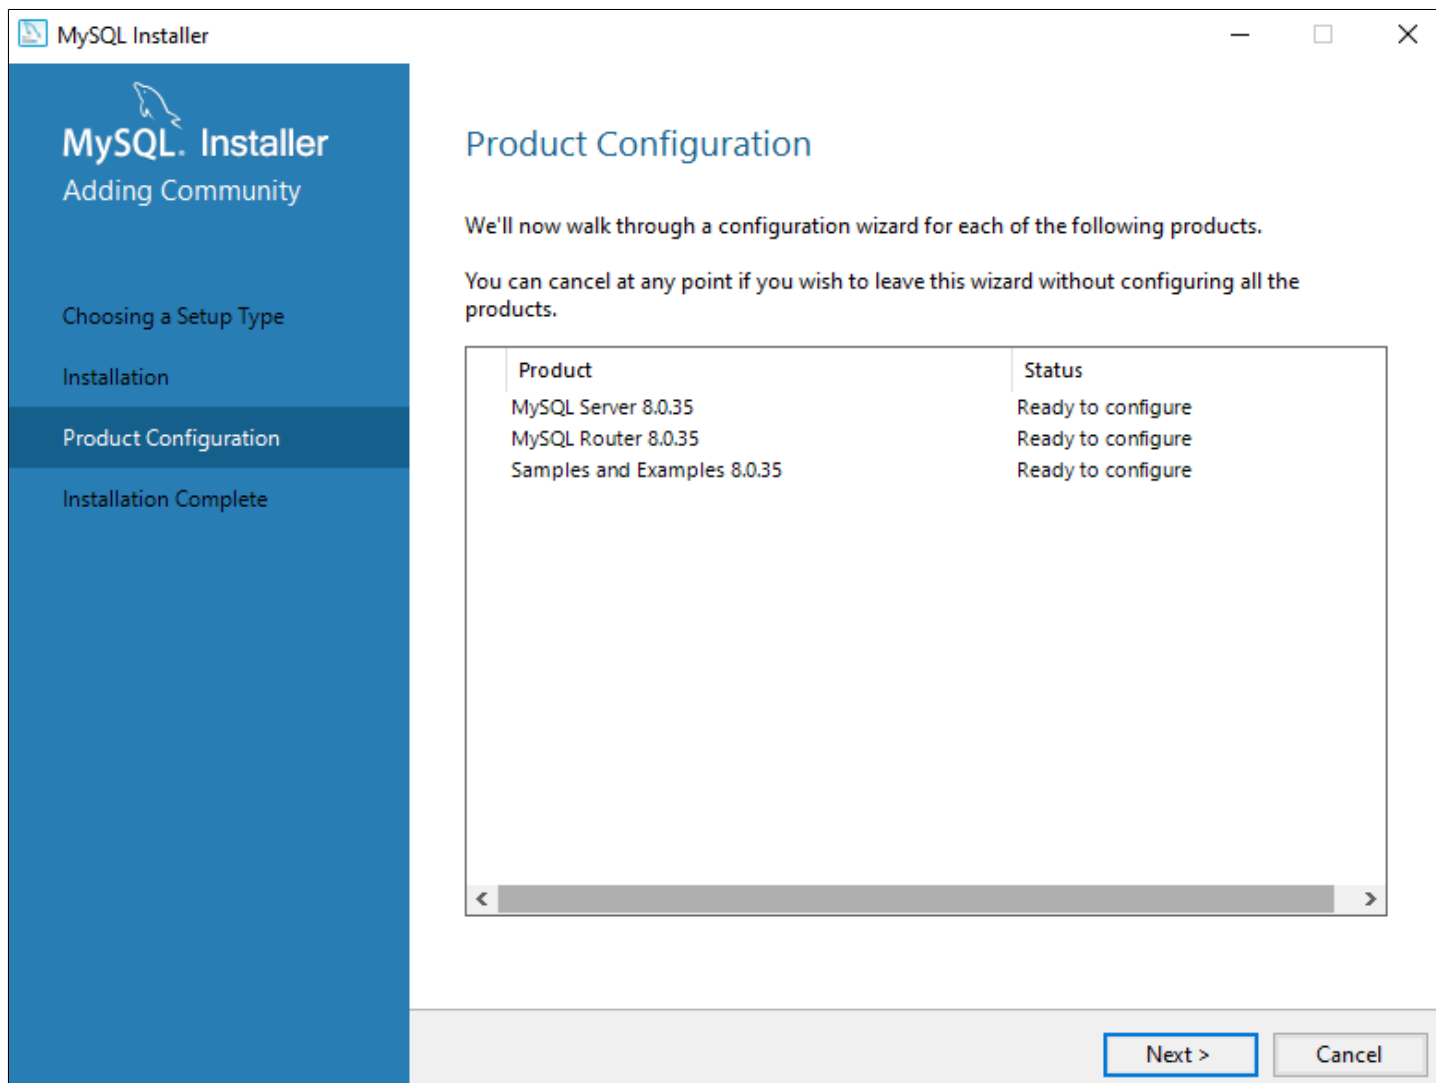 MySQL Installer
MySQL. Installer
Adding Community
Choosing a Setup Type
Installation
Product Configuration
Installation Complete
Product Configuration
We'll now walk through a configuration wizard for each of the following products.
You can cancel at any point if you wish to leave this wizard without configuring all the
products.
Product Status
MySQL Server 8.0.35 Ready to configure
MySQL Router 8.0.35 Ready to configure
Samples and Examples 8.0.35 Ready to configure
Next > Cancel